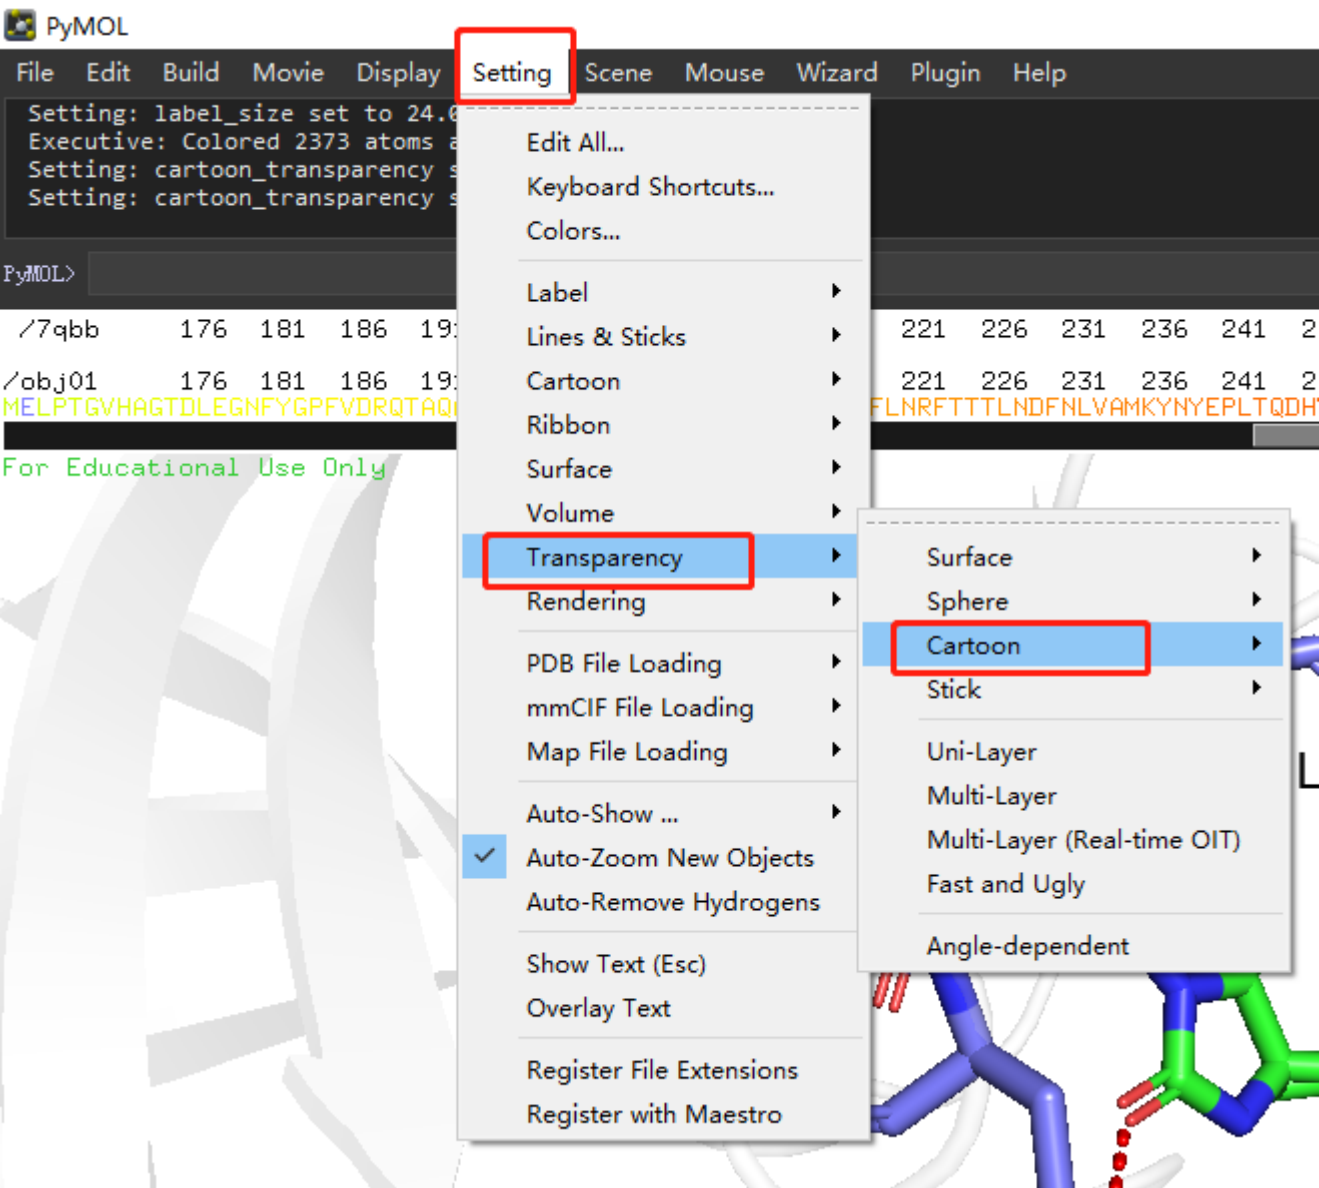 PyMOL
File Edit Build Movie Display Setting Scene Mouse Wizard Plugin Help
Setting: label_size set to 24.0
Executive: Colored 2373 atoms a
Setting: cartoon_transparency s
Setting: cartoon_transparency s
PyMOL>
/7qbb 176 181 186 19 221 226 231 236 241 2
/obj01 176 181 186 19 221 226 231 236 241 2
MELPTGVHAGTDLEGNFYGPFVDRQTAQ FLNRFTTTLNDFNLVAMKYNYEPLTQDH
For Educational Use Only
Edit All...
Keyboard Shortcuts...
Colors...
Label
Lines & Sticks
Cartoon
Ribbon
Surface
Volume
Transparency
Rendering
PDB File Loading
mmCIF File Loading
Map File Loading
Auto-Show ...
Auto-Zoom New Objects
Auto-Remove Hydrogens
Show Text (Esc)
Overlay Text
Register File Extensions
Register with Maestro
Surface
Sphere
Cartoon
Stick
Uni-Layer
Multi-Layer
Multi-Layer (Real-time OIT)
Fast and Ugly
Angle-dependent
L